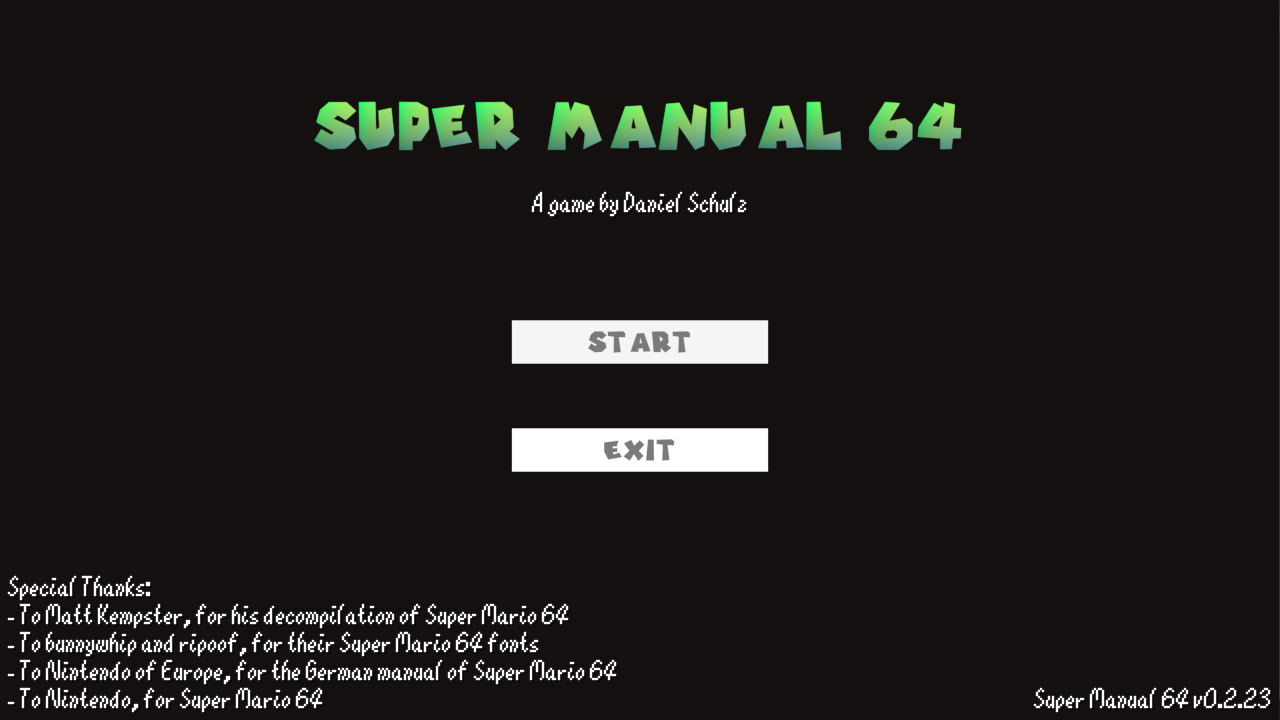 SUPER MANUAL 64
A game by Daniel Schulz
START
EXIT
Special Thanks:
- To Matt Kempster, for his decompilation of Super Mario 64
- To bunnywhip and ripoof, for their Super Mario 64 fonts
- To Nintendo of Europe, for the German manual of Super Mario 64
- To Nintendo, for Super Mario 64
Super Manual 64 v0.2.23